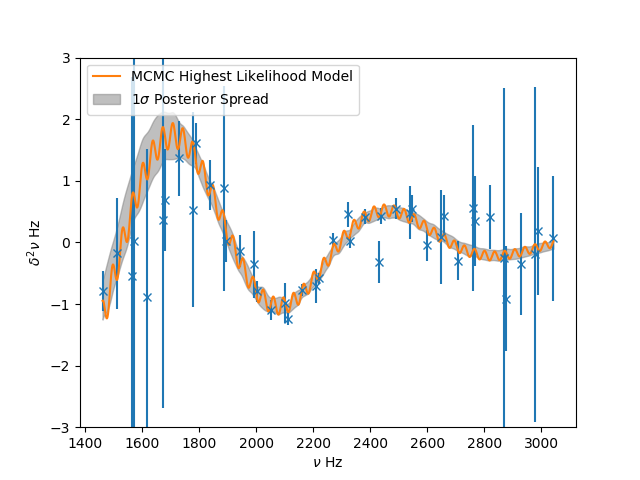 MCMC Highest Likelihood Model
1σ Posterior Spread
3
2
1
0
−1
−2
−3
δ²ν Hz
1400 1600 1800 2000 2200 2400 2600 2800 3000
ν Hz